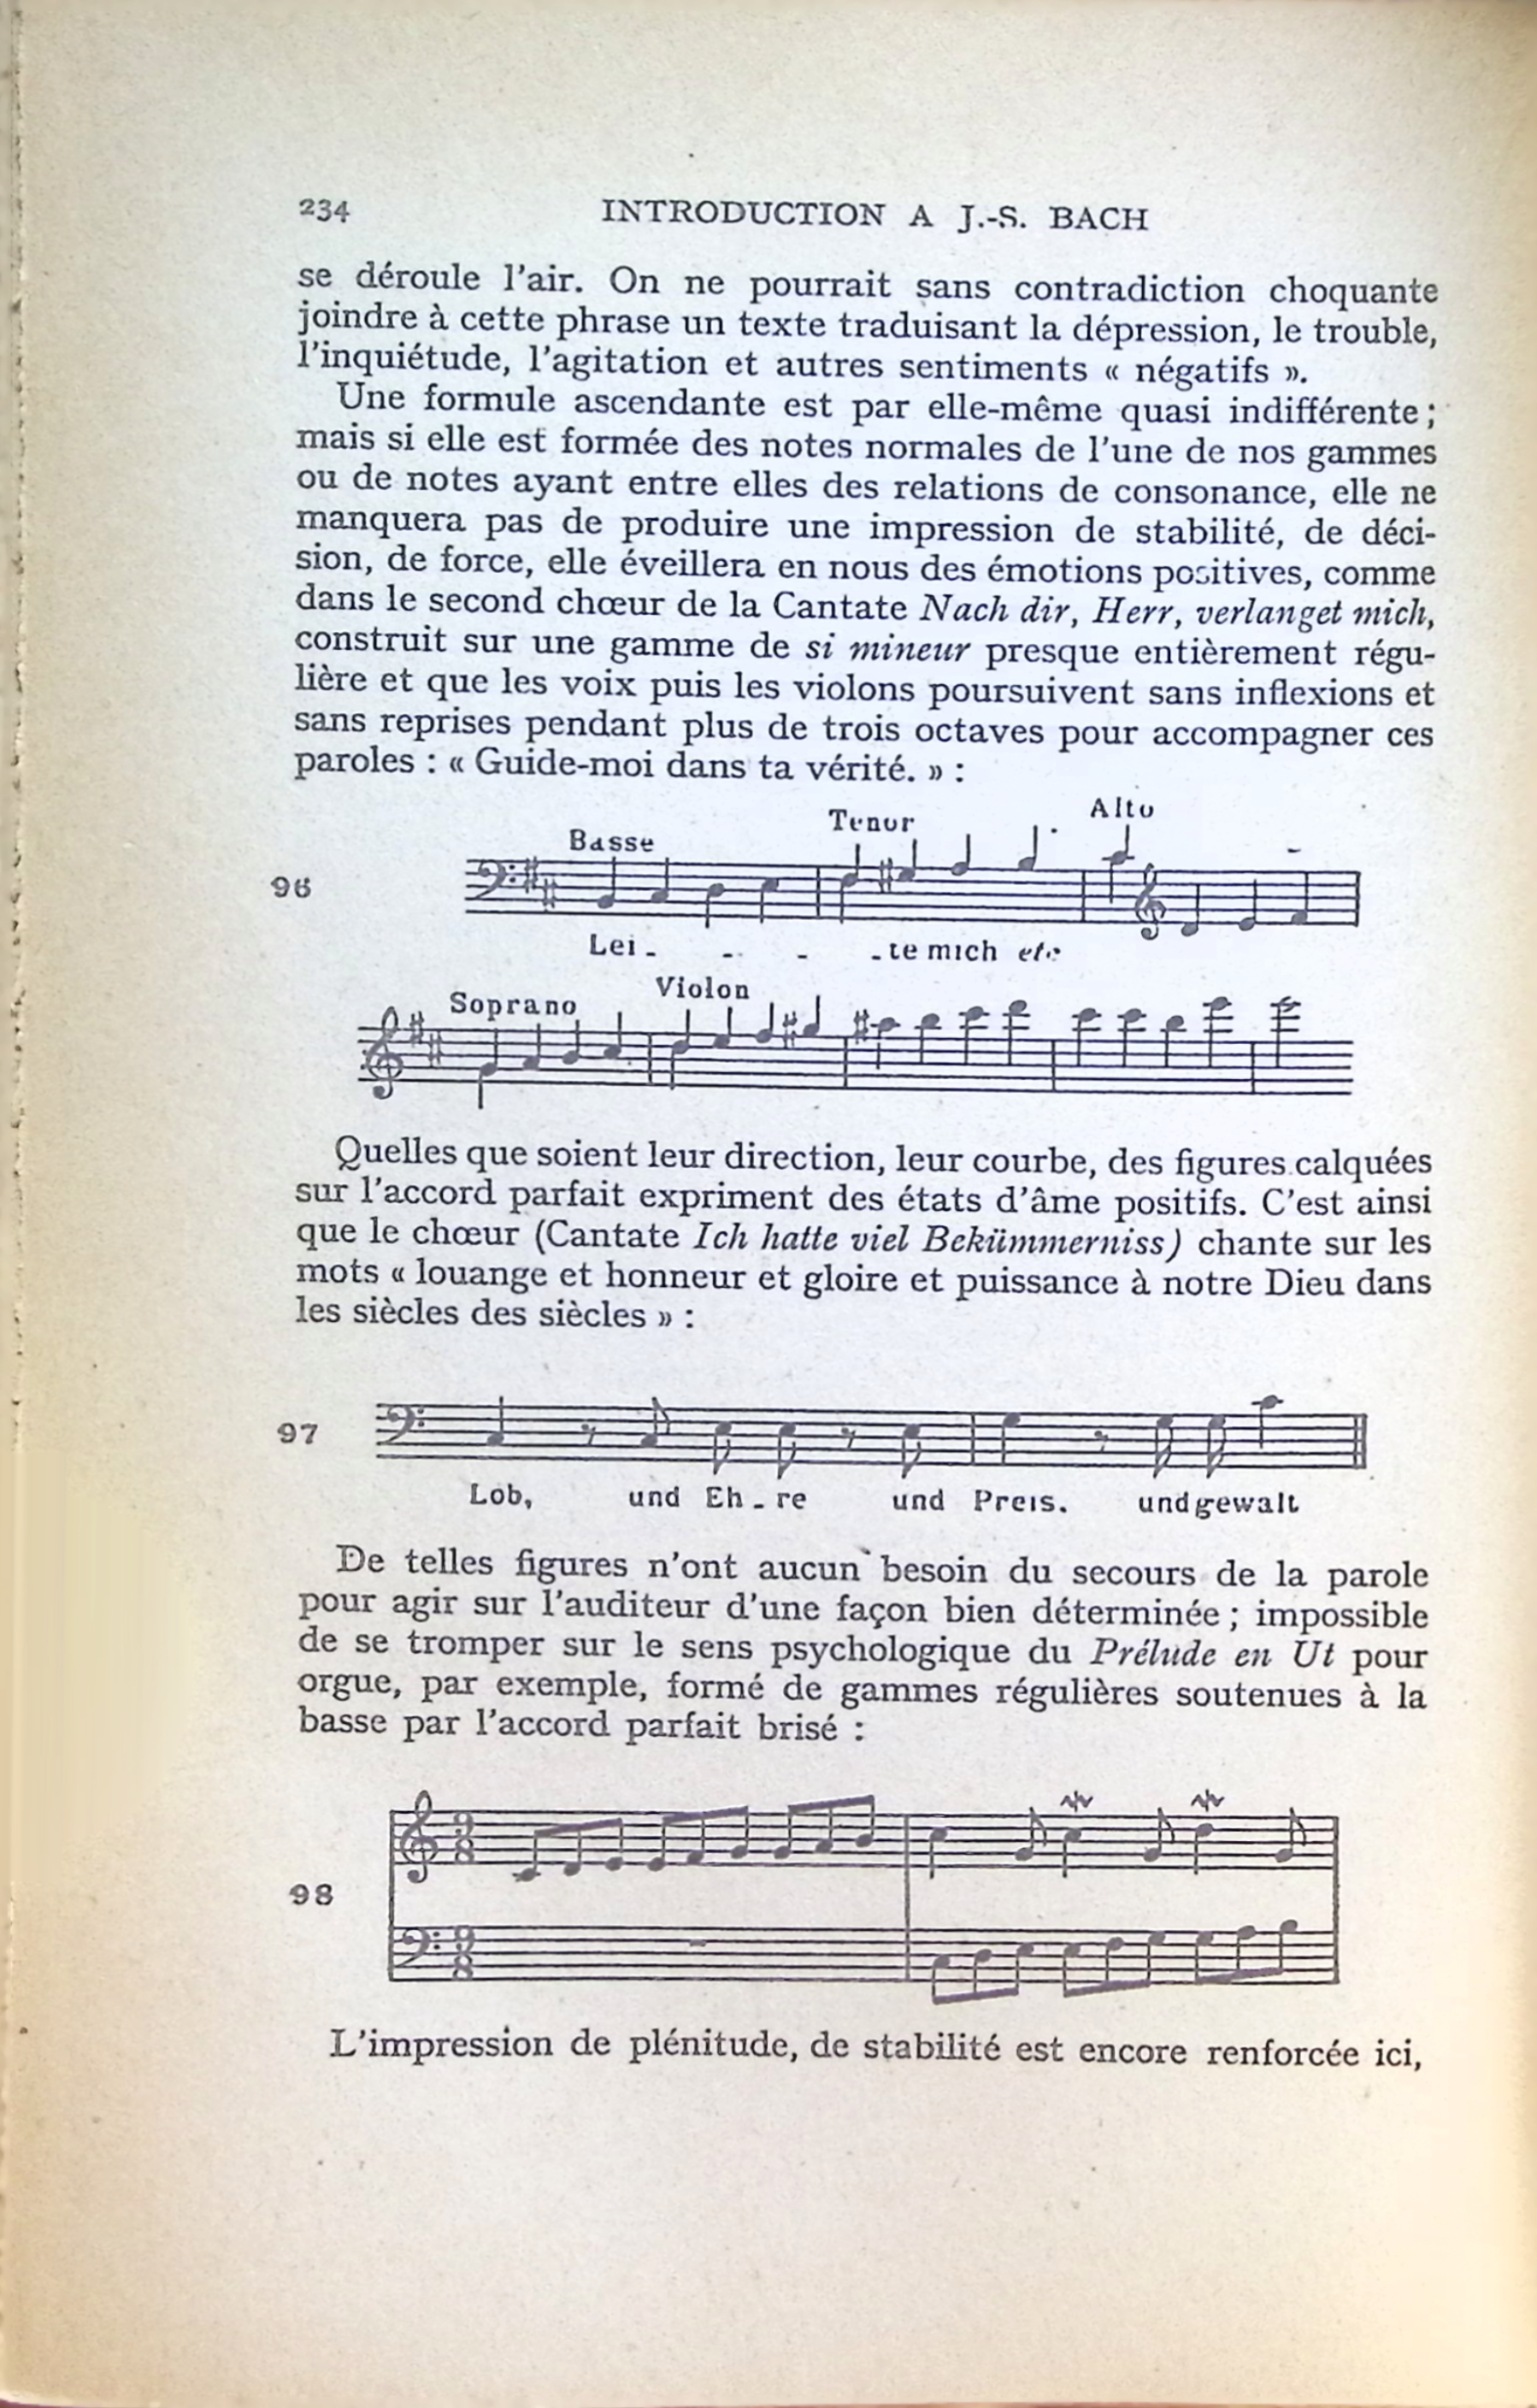 234 INTRODUCTION A J.-S. BACH
se déroule l'air. On ne pourrait sans contradiction choquante
joindre à cette phrase un texte traduisant la dépression, le trouble,
l'inquiétude, l'agitation et autres sentiments « négatifs ».
Une formule ascendante est par elle-même quasi indifférente ;
mais si elle est formée des notes normales de l'une de nos gammes
ou de notes ayant entre elles des relations de consonance, elle ne
manquera pas de produire une impression de stabilité, de déci-
sion, de force, elle éveillera en nous des émotions positives, comme
dans le second chœur de la Cantate Nach dir, Herr, verlanget mich,
construit sur une gamme de si mineur presque entièrement régu-
lière et que les voix puis les violons poursuivent sans inflexions et
sans reprises pendant plus de trois octaves pour accompagner ces
paroles : « Guide-moi dans ta vérité. » :
Basse Tenor Alto
96
Lei - - - - te mich etc
Soprano Violon
Quelles que soient leur direction, leur courbe, des figures calquées
sur l'accord parfait expriment des états d'âme positifs. C'est ainsi
que le chœur (Cantate Ich hatte viel Bekümmerniss) chante sur les
mots « louange et honneur et gloire et puissance à notre Dieu dans
les siècles des siècles » :
97
Lob, und Eh - re und Preis. und gewalt
De telles figures n'ont aucun besoin du secours de la parole
pour agir sur l'auditeur d'une façon bien déterminée ; impossible
de se tromper sur le sens psychologique du Prélude en Ut pour
orgue, par exemple, formé de gammes régulières soutenues à la
basse par l'accord parfait brisé :
9 8
98
9 8
L'impression de plénitude, de stabilité est encore renforcée ici,